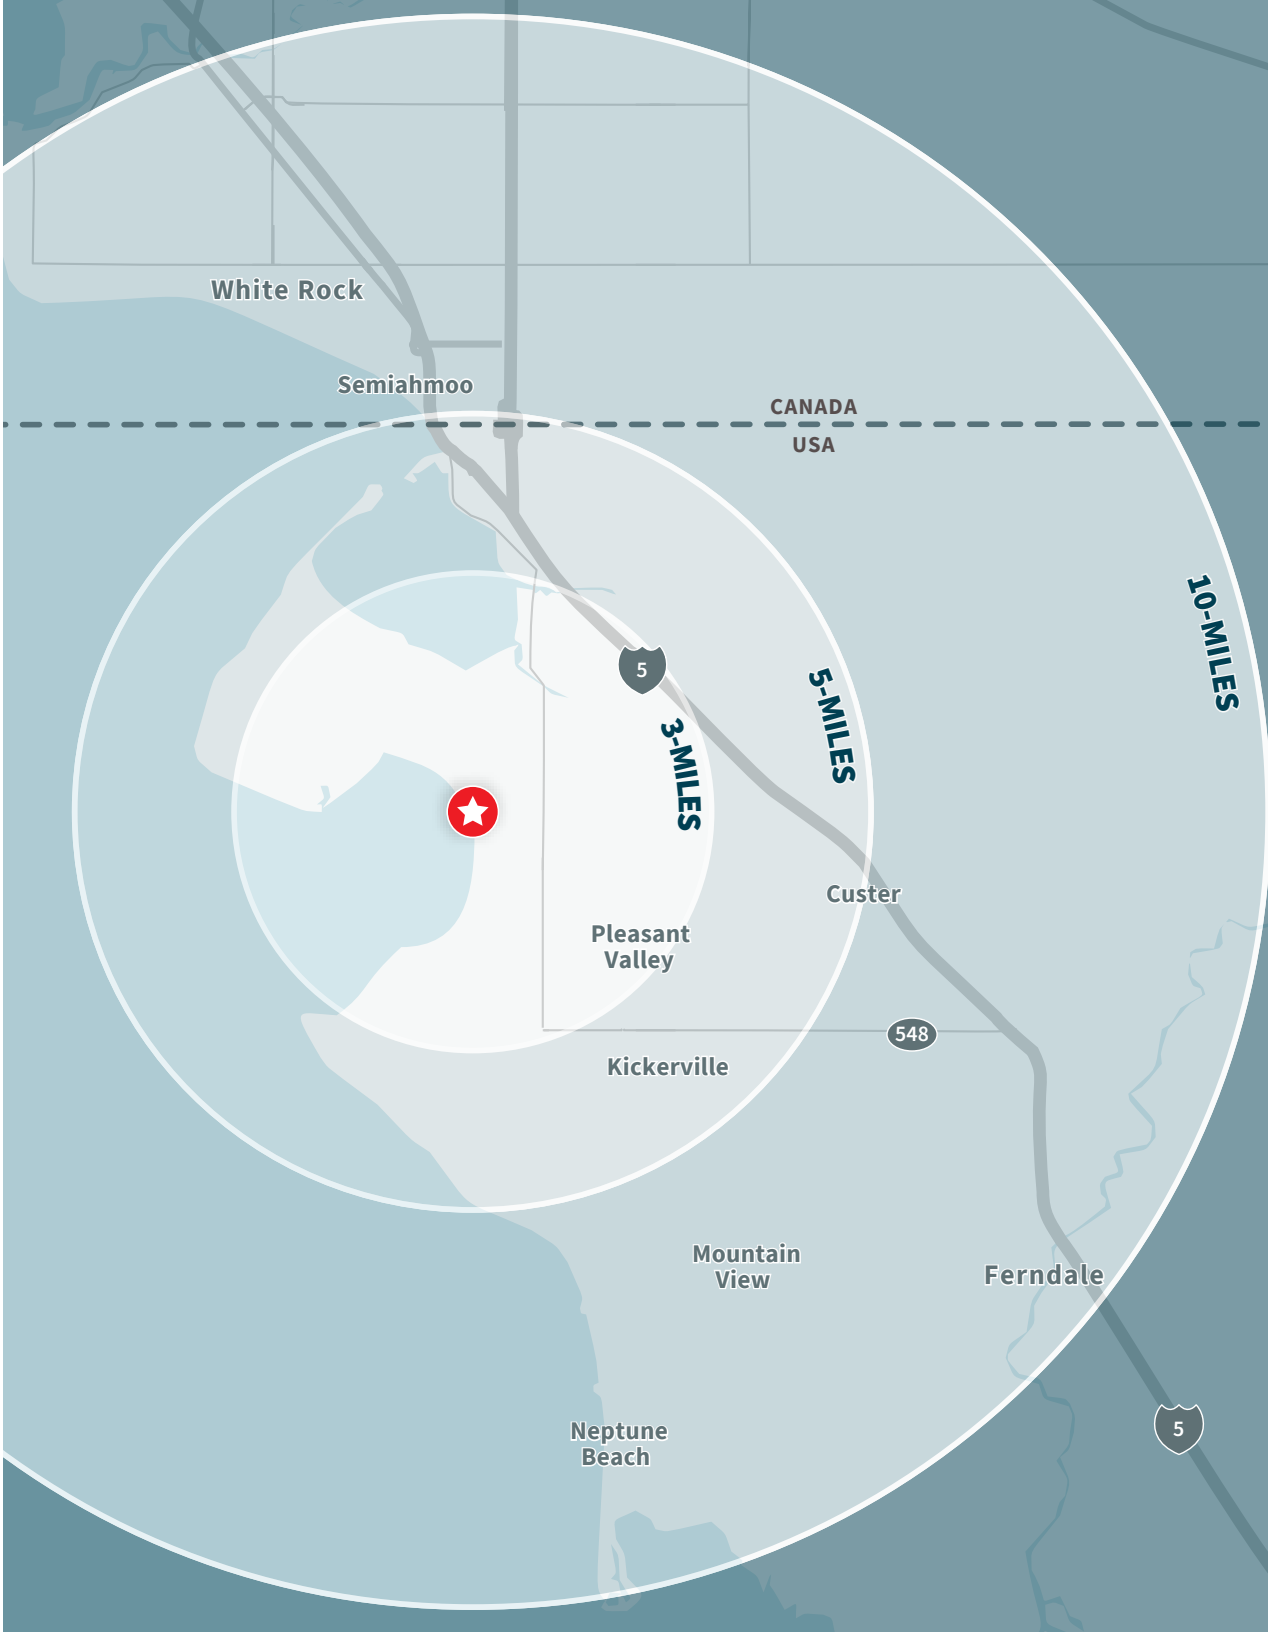 White Rock
Semiahmoo
CANADA
USA
10-MILES
5-MILES
5
3-MILES
Custer
Pleasant
Valley
548
Kickerville
Mountain
View
Ferndale
5
Neptune
Beach